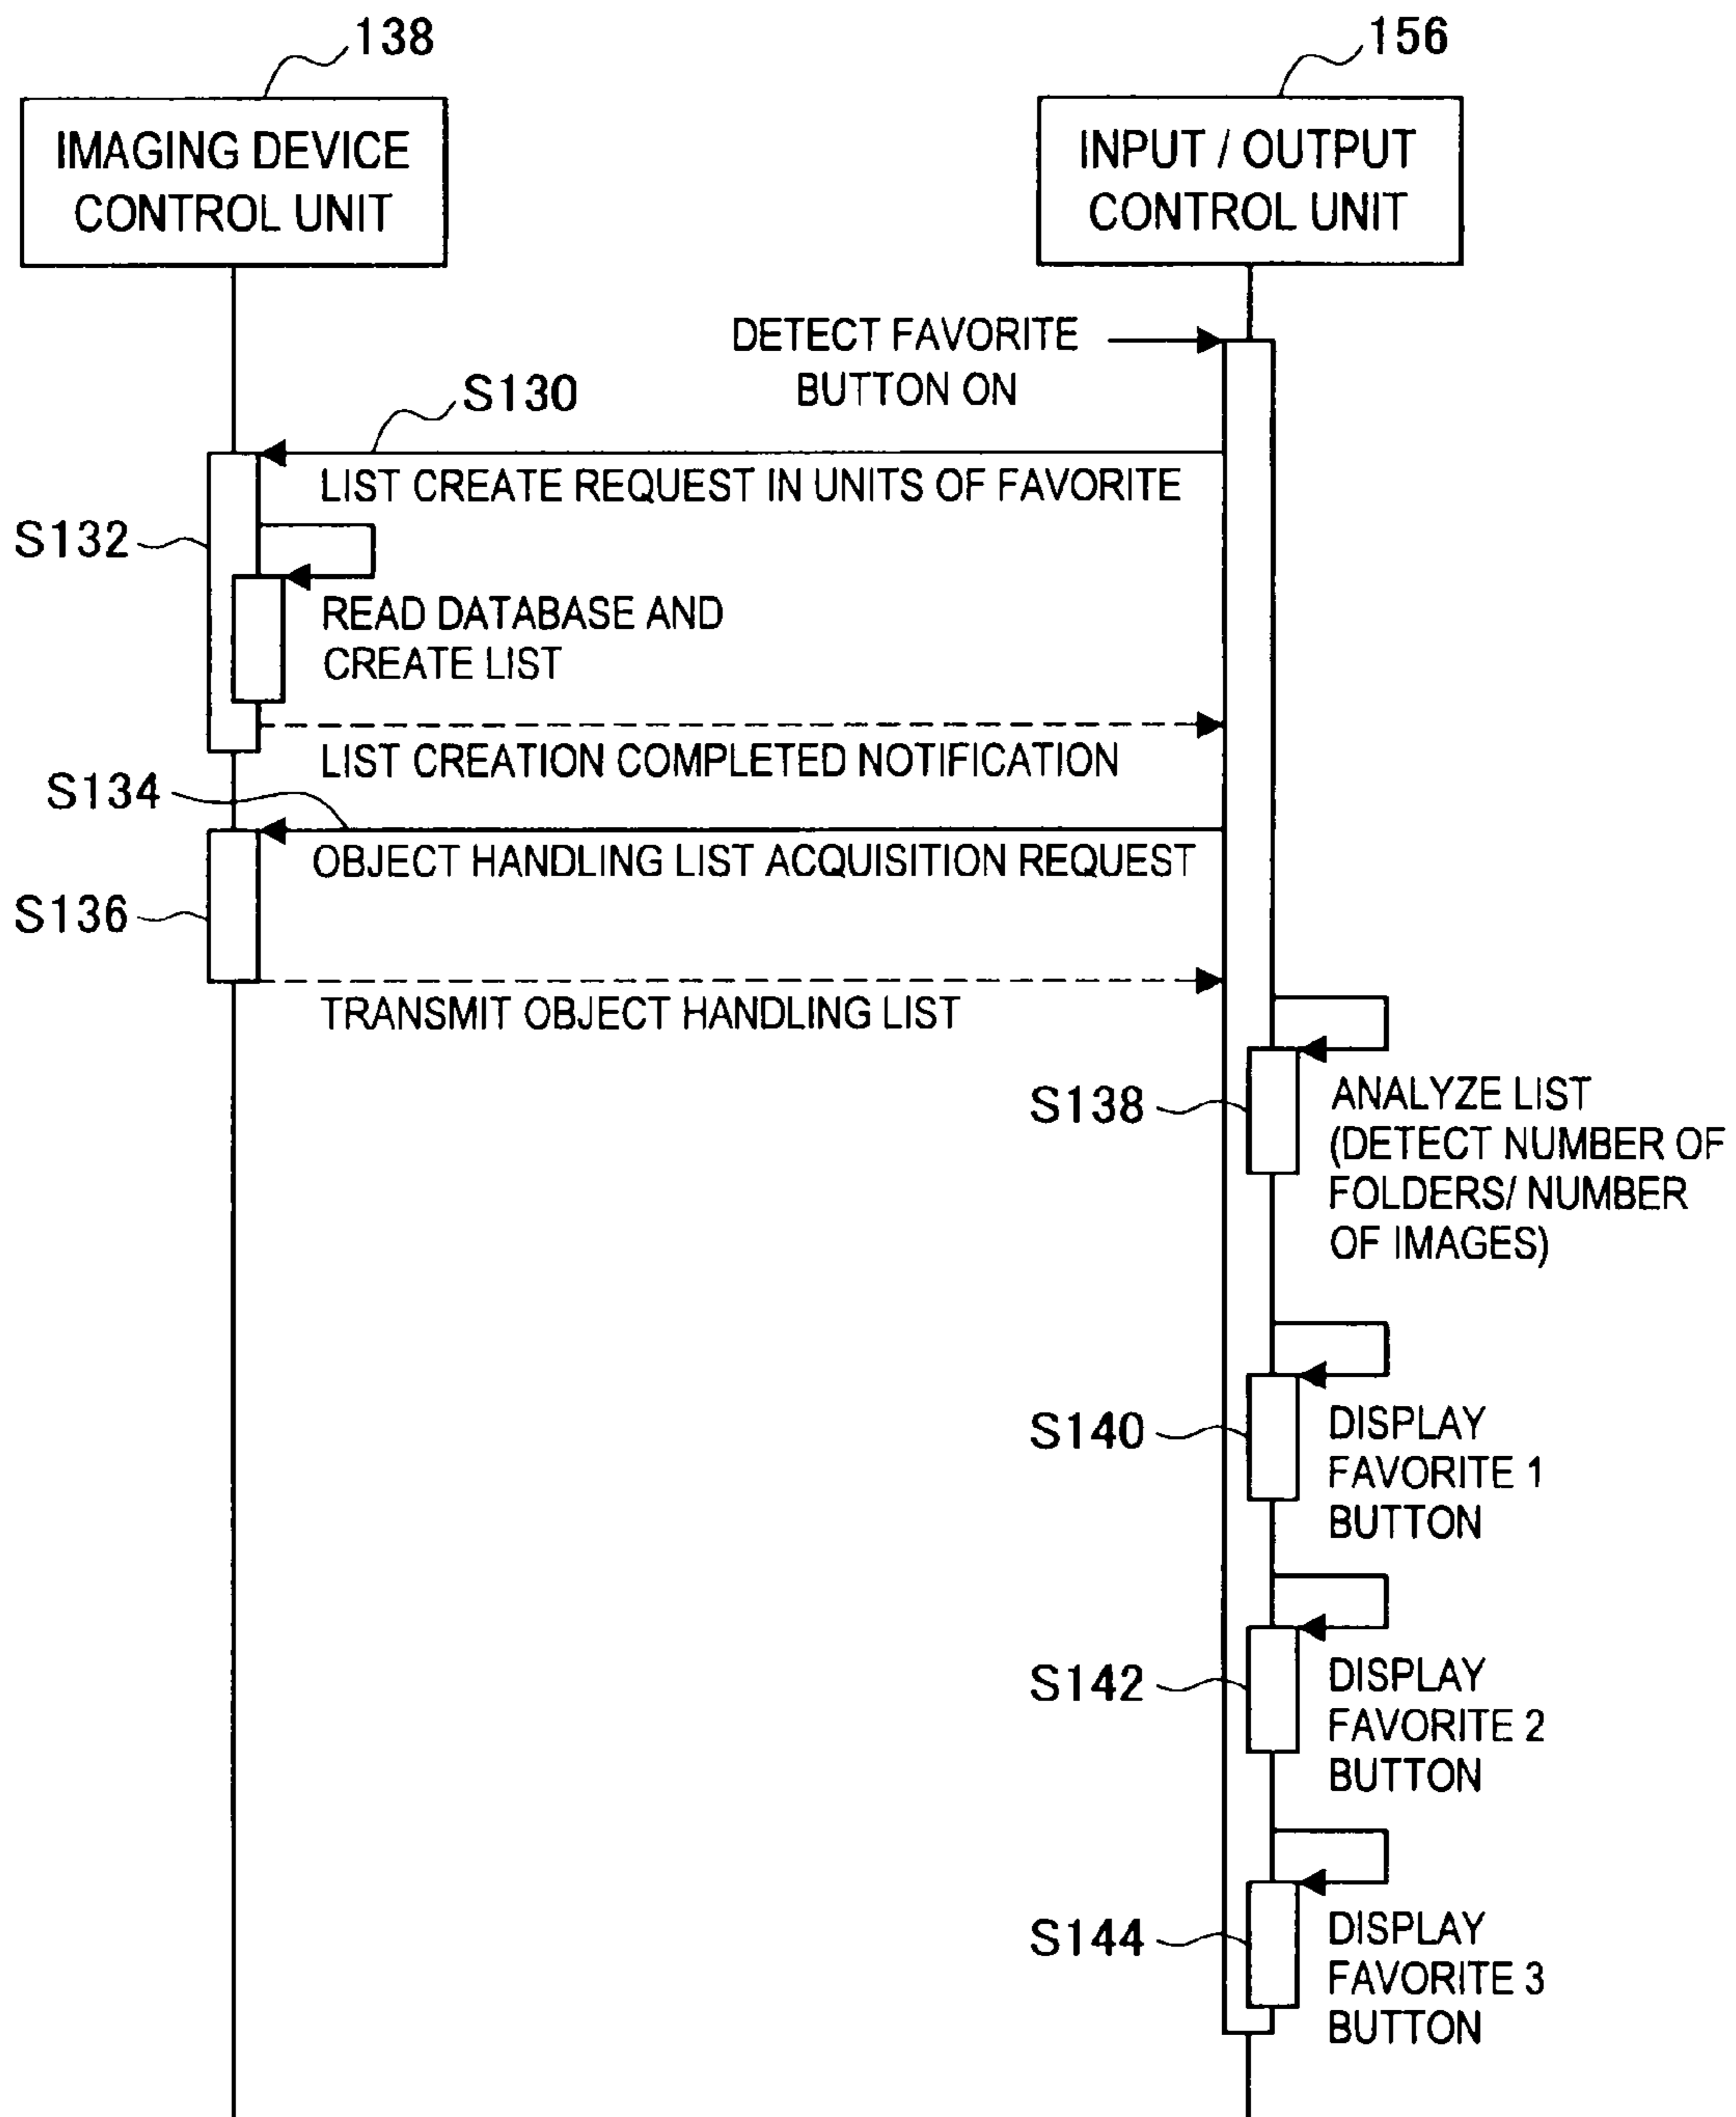 138
156
IMAGING DEVICE
CONTROL UNIT
INPUT / OUTPUT
CONTROL UNIT
DETECT FAVORITE
BUTTON ON
S130
LIST CREATE REQUEST IN UNITS OF FAVORITE
S132
READ DATABASE AND
CREATE LIST
LIST CREATION COMPLETED NOTIFICATION
S134
OBJECT HANDLING LIST ACQUISITION REQUEST
S136
TRANSMIT OBJECT HANDLING LIST
S138
ANALYZE LIST
(DETECT NUMBER OF
FOLDERS/ NUMBER
OF IMAGES)
S140
DISPLAY
FAVORITE 1
BUTTON
S142
DISPLAY
FAVORITE 2
BUTTON
S144
DISPLAY
FAVORITE 3
BUTTON